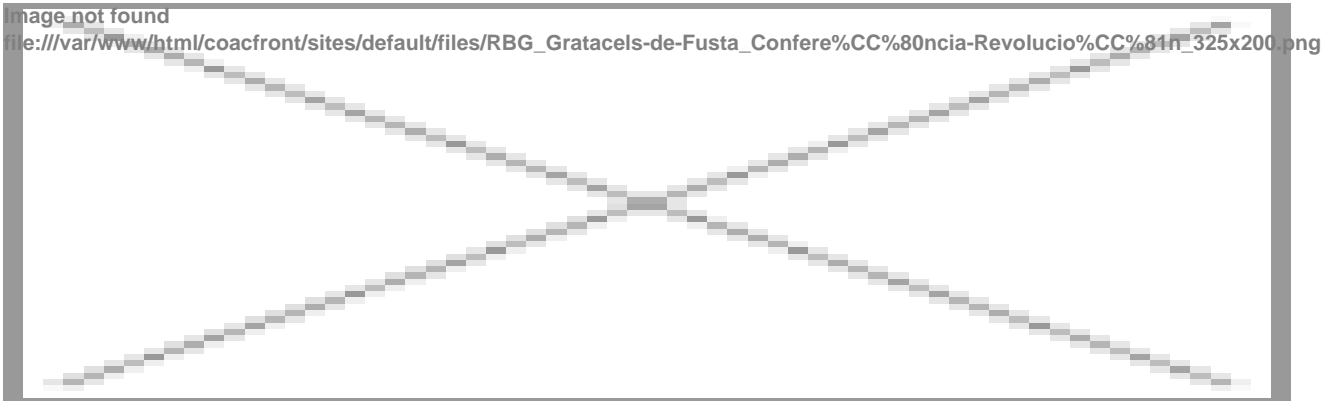 Image not found
file:///var/www/html/coacfront/sites/default/files/RBG_Gratacels-de-Fusta_Confere%CC%80ncia-Revolucio%CC%81n_325x200.png